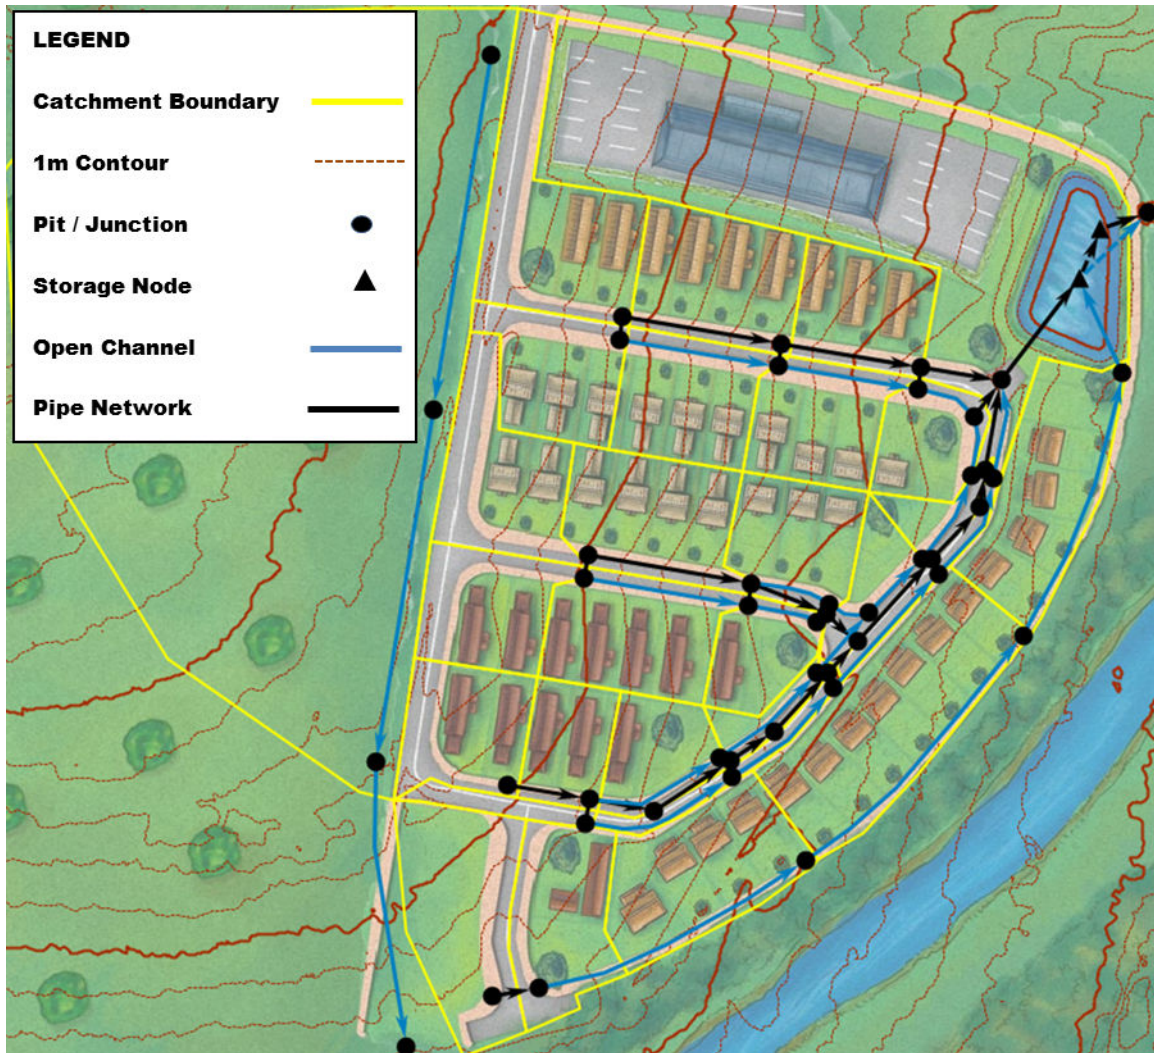 LEGEND
Catchment Boundary
1m Contour
Pit / Junction
Storage Node
Open Channel
Pipe Network